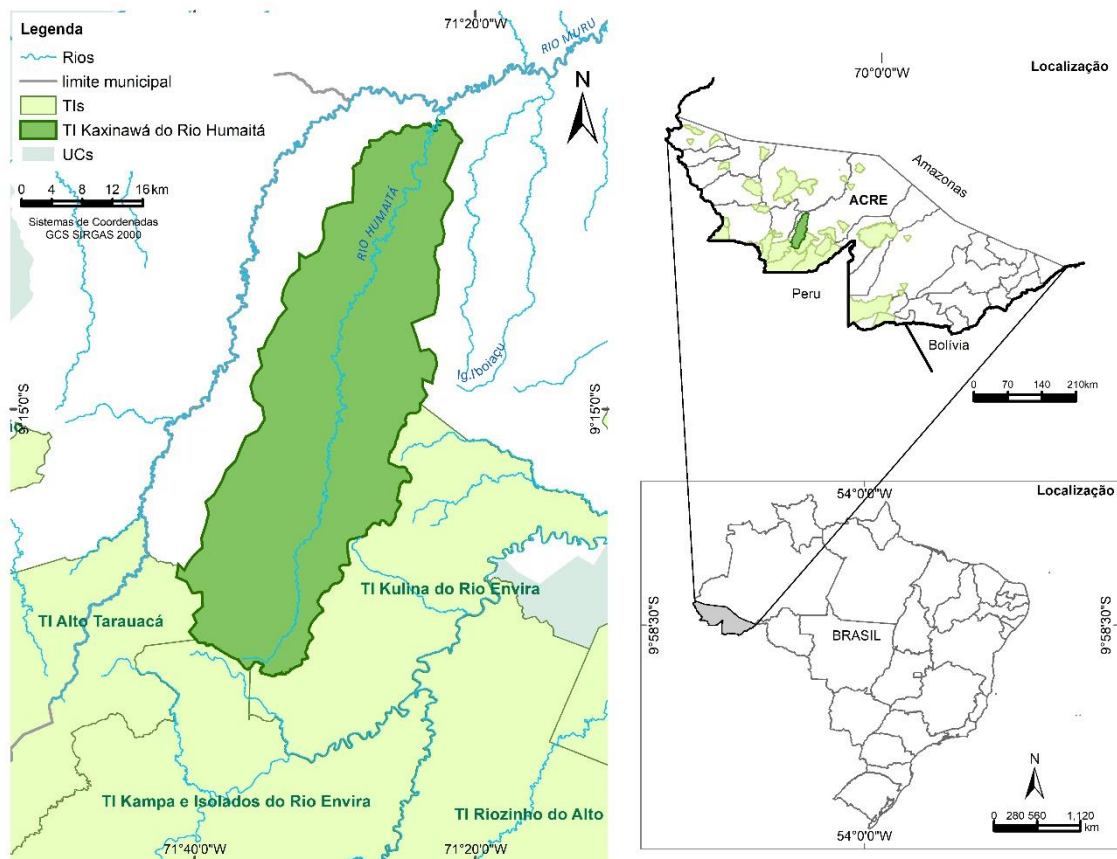 Legenda
Rios
limite municipal
TIs
TI Kaxinawá do Rio Humaitá
UCs
0 4 8 12 16 km
Sistemas de Coordenadas
GCS SIRGAS 2000
71°20'0"W
RIO MURU
N
RIO HUMAITÁ
Ig.Iboiaçu
9°15'0"S
9°15'0"S
TI Alto Tarauacá
TI Kulina do Rio Envira
TI Kampa e Isolados do Rio Envira
TI Riozinho do Alto
71°40'0"W
71°20'0"W
70°0'0"W
Localização
Amazonas
ACRE
Peru
Bolívia
0 70 140 210 km
54°0'0"W
Localização
9°58'30"S
9°58'30"S
BRASIL
N
0 280 560 1,120
km
54°0'0"W